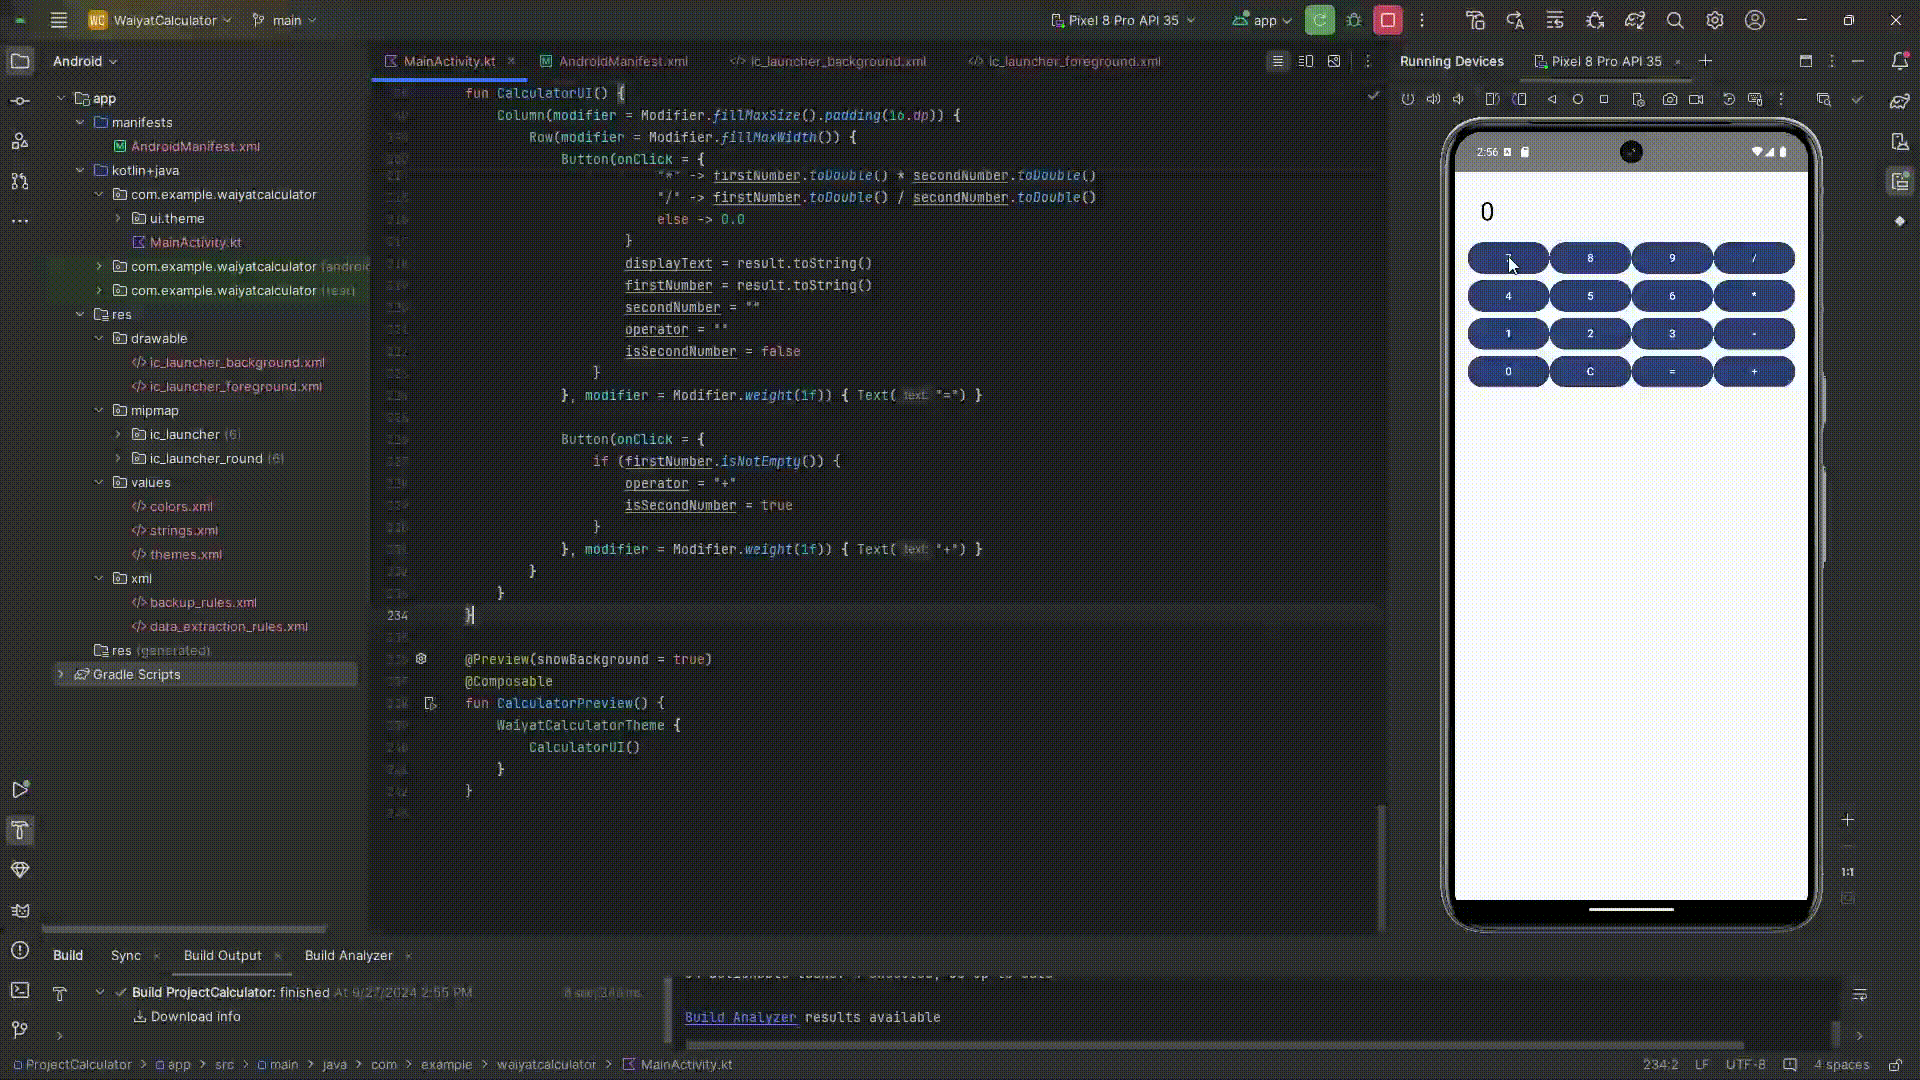 WC WaiyatCalculator main Pixel 8 Pro API 35 app
Android
MainActivity.kt AndroidManifest.xml ic_launcher_background.xml ic_launcher_foreground.xml
Running Devices Pixel 8 Pro API 35
app
manifests
AndroidManifest.xml
kotlin+java
com.example.waiyatcalculator
ui.theme
MainActivity.kt
com.example.waiyatcalculator (android
com.example.waiyatcalculator (test)
res
drawable
ic_launcher_background.xml
ic_launcher_foreground.xml
mipmap
ic_launcher (6)
ic_launcher_round (6)
values
colors.xml
strings.xml
themes.xml
xml
backup_rules.xml
data_extraction_rules.xml
res (generated)
Gradle Scripts
fun CalculatorUI() {
Column(modifier = Modifier.fillMaxSize().padding(16.dp)) {
Row(modifier = Modifier.fillMaxWidth()) {
Button(onClick = {
"*" -> firstNumber.toDouble() * secondNumber.toDouble()
"/" -> firstNumber.toDouble() / secondNumber.toDouble()
else -> 0.0
}
displayText = result.toString()
firstNumber = result.toString()
secondNumber = ""
operator = ""
isSecondNumber = false
}
}, modifier = Modifier.weight(1f)) { Text( text: "=") }
Button(onClick = {
if (firstNumber.isNotEmpty()) {
operator = "+"
isSecondNumber = true
}
}, modifier = Modifier.weight(1f)) { Text( text: "+") }
}
}
234 }
@Preview(showBackground = true)
@Composable
fun CalculatorPreview() {
WaiyatCalculatorTheme {
CalculatorUI()
}
}
2:56
0
8 9 /
4 5 6 *
1 2 3 -
0 C = +
1:1
Build Sync Build Output Build Analyzer
Build ProjectCalculator: finished At 9/27/2024 2:55 PM
Download info
Build Analyzer results available
ProjectCalculator > app > src > main > java > com > example > waiyatcalculator > MainActivity.kt
234:2 LF UTF-8 4 spaces